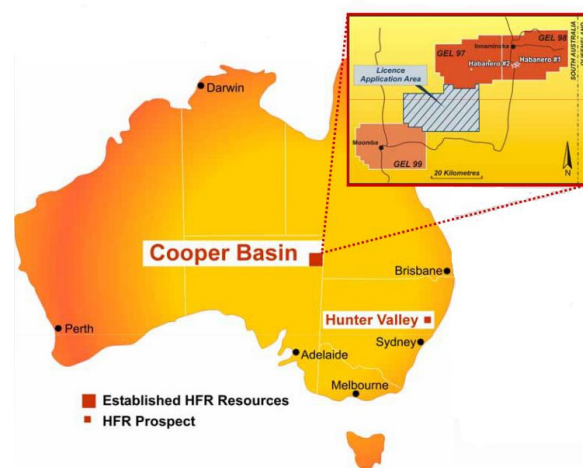 GEL 98
Innamincka
GEL 97
Habanero #1
Habanero #2
Licence
Application Area
SOUTH AUSTRALIA
QUEENSLAND
Moomba
GEL 99
20 Kilometres
N
Darwin
Cooper Basin
Brisbane
Hunter Valley
Perth
Sydney
Adelaide
Melbourne
Established HFR Resources
HFR Prospect